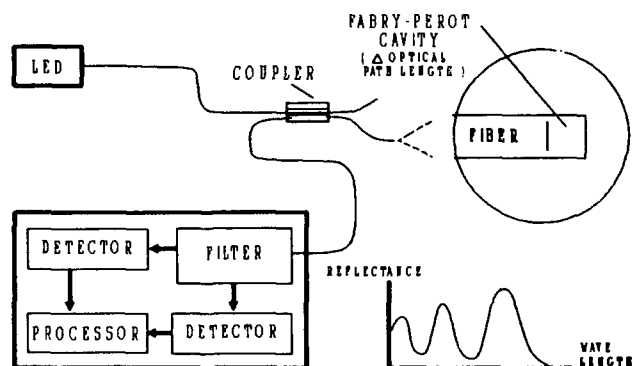 FABRY-PEROT
CAVITY
( △ OPTICAL
PATH LENGTH )
LED
COUPLER
FIBER
DETECTOR
FILTER
PROCESSOR
DETECTOR
REFLECTANCE
WAVE
LENGTH